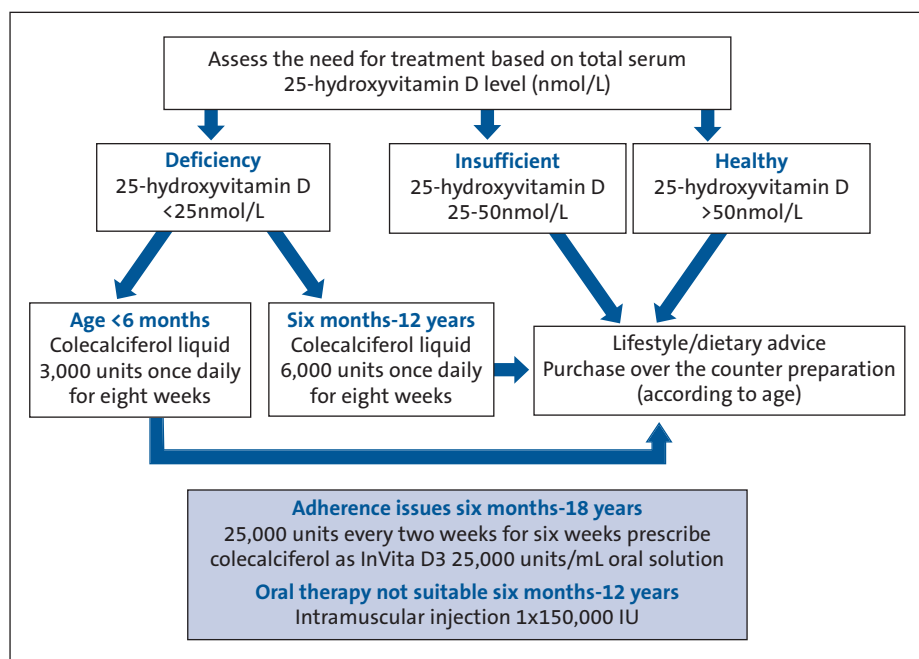 Assess the need for treatment based on total serum
25-hydroxyvitamin D level (nmol/L)
Deficiency
25-hydroxyvitamin D
<25nmol/L
Insufficient
25-hydroxyvitamin D
25-50nmol/L
Healthy
25-hydroxyvitamin D
>50nmol/L
Age <6 months
Colecalciferol liquid
3,000 units once daily
for eight weeks
Six months-12 years
Colecalciferol liquid
6,000 units once daily
for eight weeks
Lifestyle/dietary advice
Purchase over the counter preparation
(according to age)
Adherence issues six months-18 years
25,000 units every two weeks for six weeks prescribe
colecalciferol as InVita D3 25,000 units/mL oral solution
Oral therapy not suitable six months-12 years
Intramuscular injection 1x150,000 IU